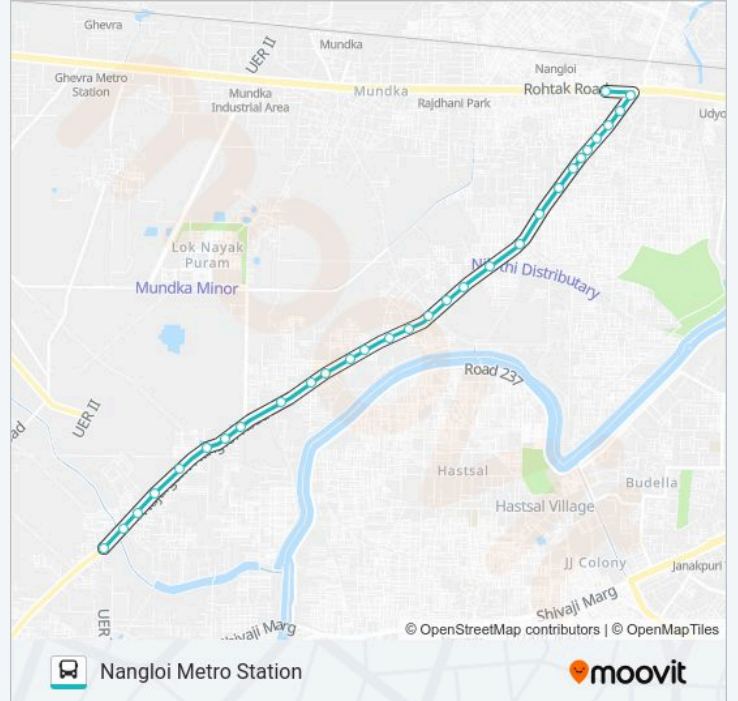 Ghevra
UER II
Mundka
Nangloi
Ghevra Metro
Station
Mundka
Industrial Area
Mundka
Rajdhani Park
Rohtak Road
Udyo
Lok Nayak
Puram
Mundka Minor
Distributary
Road 237
UER II
ad
Hastsal
Hastsal Village
Budella
JJ Colony
Janakpuri
Shivaji Marg
UER
Shivaji Marg
© OpenStreetMap contributors | © OpenMapTiles
Nangloi Metro Station
moovit